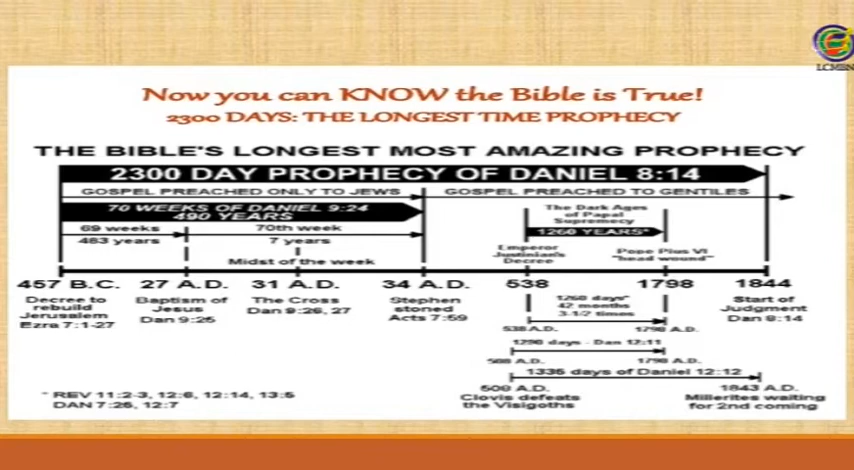 LCMIN
Now you can KNOW the Bible is True!
2300 DAYS: THE LONGEST TIME PROPHECY
THE BIBLE'S LONGEST MOST AMAZING PROPHECY
2300 DAY PROPHECY OF DANIEL 8:14
GOSPEL PREACHED ONLY TO JEWS
GOSPEL PREACHED TO GENTILES
70 WEEKS OF DANIEL 9:24
490 YEARS
69 weeks
483 years
70th week
7 years
Midst of the week
The Dark Ages
of Papal
Supremecy
1260 YEARS*
Emperor
Justinian's
Decree
Pope Pius VI
"head wound"
457 B.C.
Decree to
rebuild
Jerusalem
Ezra 7:1-27
27 A.D.
Baptism of
Jesus
Dan 9:25
31 A.D.
The Cross
Dan 9:26, 27
34 A.D.
Stephen
stoned
Acts 7:59
538
1798
1844
Start of
Judgment
Dan 8:14
1260 days*
42 months
3-1/2 times
538 A.D.
1798 A.D.
1290 days - Dan 12:11
508 A.D.
1798 A.D.
1335 days of Daniel 12:12
A.D.
Clovis defeats
the Visigoths
1843 A.D.
Millerites waiting
for 2nd coming
* REV 11:2-3, 12:6, 12:14, 13:5
DAN 7:25, 12:7